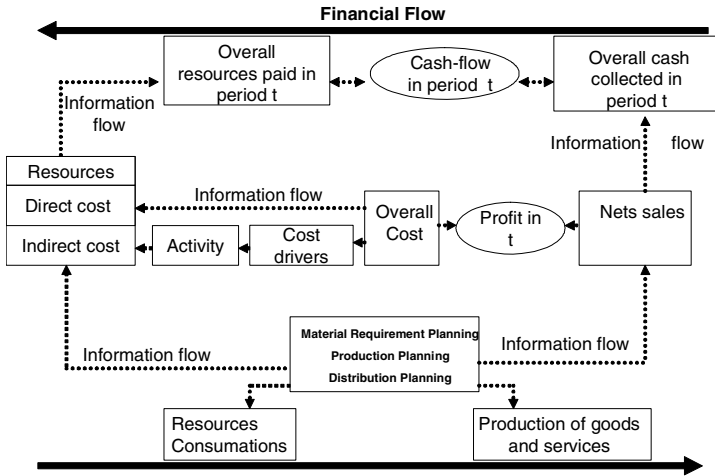 Financial Flow
Overall
resources paid in
period t
Cash-flow
in period t
Overall cash
collected in
period t
Information
flow
Information flow
Resources
Direct cost
Indirect cost
Information flow
Activity
Cost
drivers
Overall
Cost
Profit in
t
Nets sales
Material Requirement Planning
Production Planning
Distribution Planning
Information flow
Information flow
Resources
Consumations
Production of goods
and services